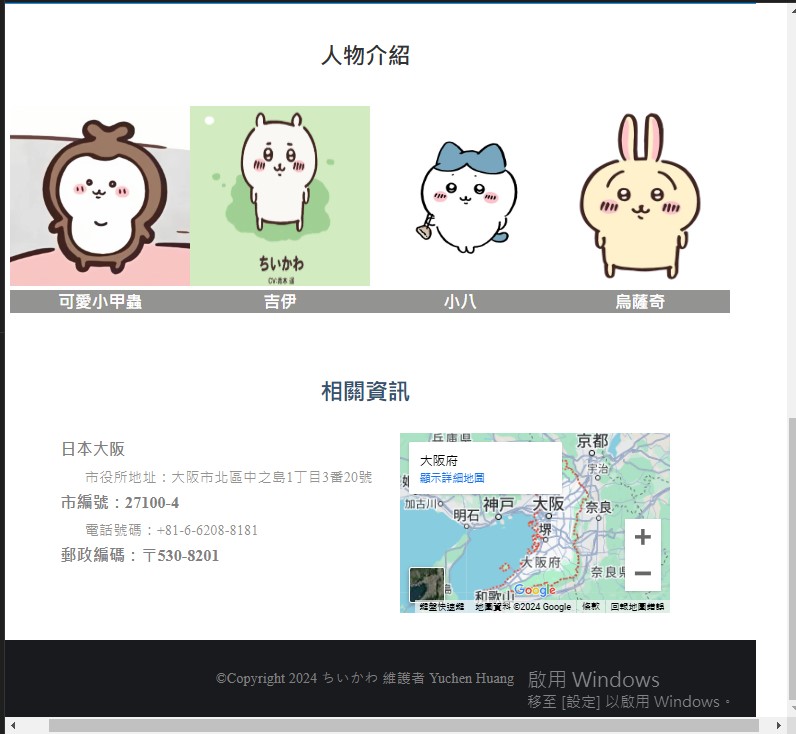 人物介紹
ちいかわ
可愛小甲蟲
吉伊
小八
烏薩奇
相關資訊
日本大阪
市役所地址：大阪市北區中之島1丁目3番20號
市編號：27100-4
電話號碼：+81-6-6208-8181
郵政編碼：〒530-8201
兵庫県
京都
大阪府
顯示詳細地圖
宇治
加古川
神戸
大阪
奈良
明石
堺
大阪府
奈良県
和歌山
Google
鍵盤快速鍵
地圖資料 ©2024 Google
條款
回報地圖錯誤
©Copyright 2024 ちいかわ 維護者 Yuchen Huang
啟用 Windows
移至 [設定] 以啟用 Windows。